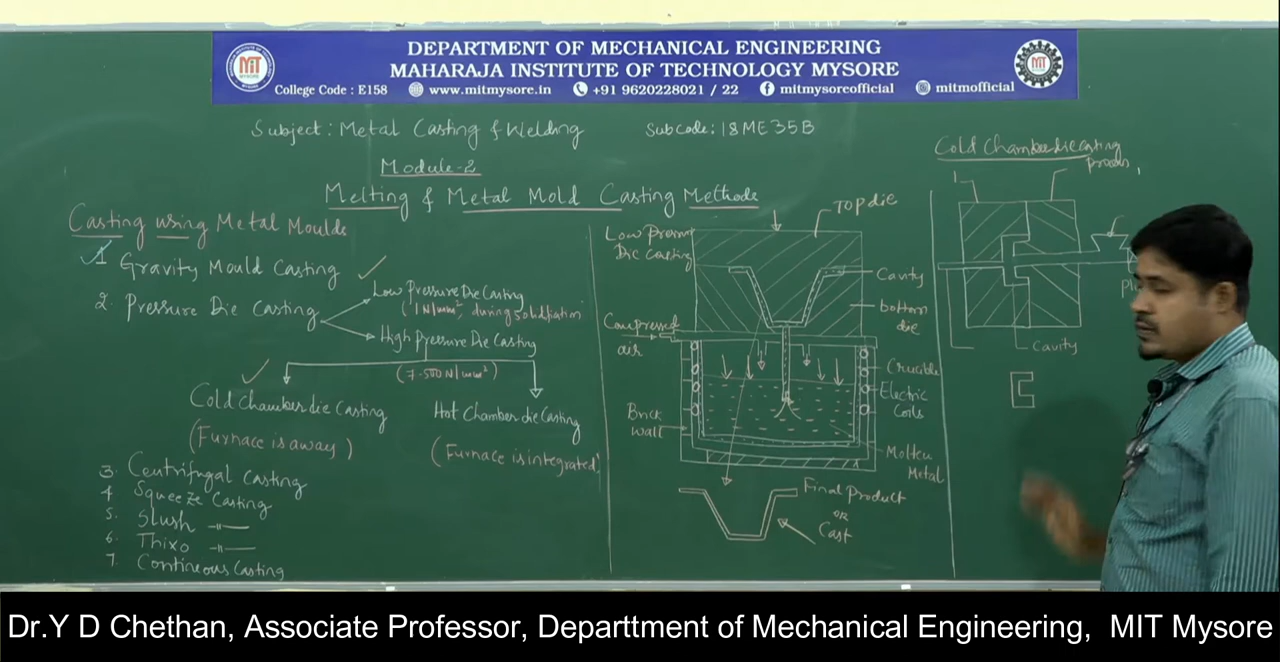 DEPARTMENT OF MECHANICAL ENGINEERING
MAHARAJA INSTITUTE OF TECHNOLOGY MYSORE
College Code : E158 www.mitmysore.in +91 9620228021 / 22 mitmysoreofficial mitmofficial
MIT
MYSORE
MIT
Subject: Metal Casting & Welding Subcode: 18ME35B
Module-2
Melting & Metal Mold Casting Methods
Casting using Metal Moulds
1 Gravity Mould Casting
2. Pressure Die Casting
Low Pressure Die Casting
(1 N/mm² during solidification
High Pressure Die Casting
(7-500 N/mm²)
Cold Chamber die Casting
(Furnace is away)
Hot Chamber die Casting
(Furnace is integrated)
3. Centrifugal Casting
4 Squeeze Casting
5. Slush -"-
6. Thixo -"-
7. Continuous Casting
Low Pressure
Die Casting
Top die
Cavity
bottom
die
Compressed
air
Crucible
Electric
Coils
Brick
wall
Molten
Metal
Final Product
OR
Cast
Cold Chamber die casting
process,
Cavity
Dr.Y D Chethan, Associate Professor, Departtment of Mechanical Engineering, MIT Mysore